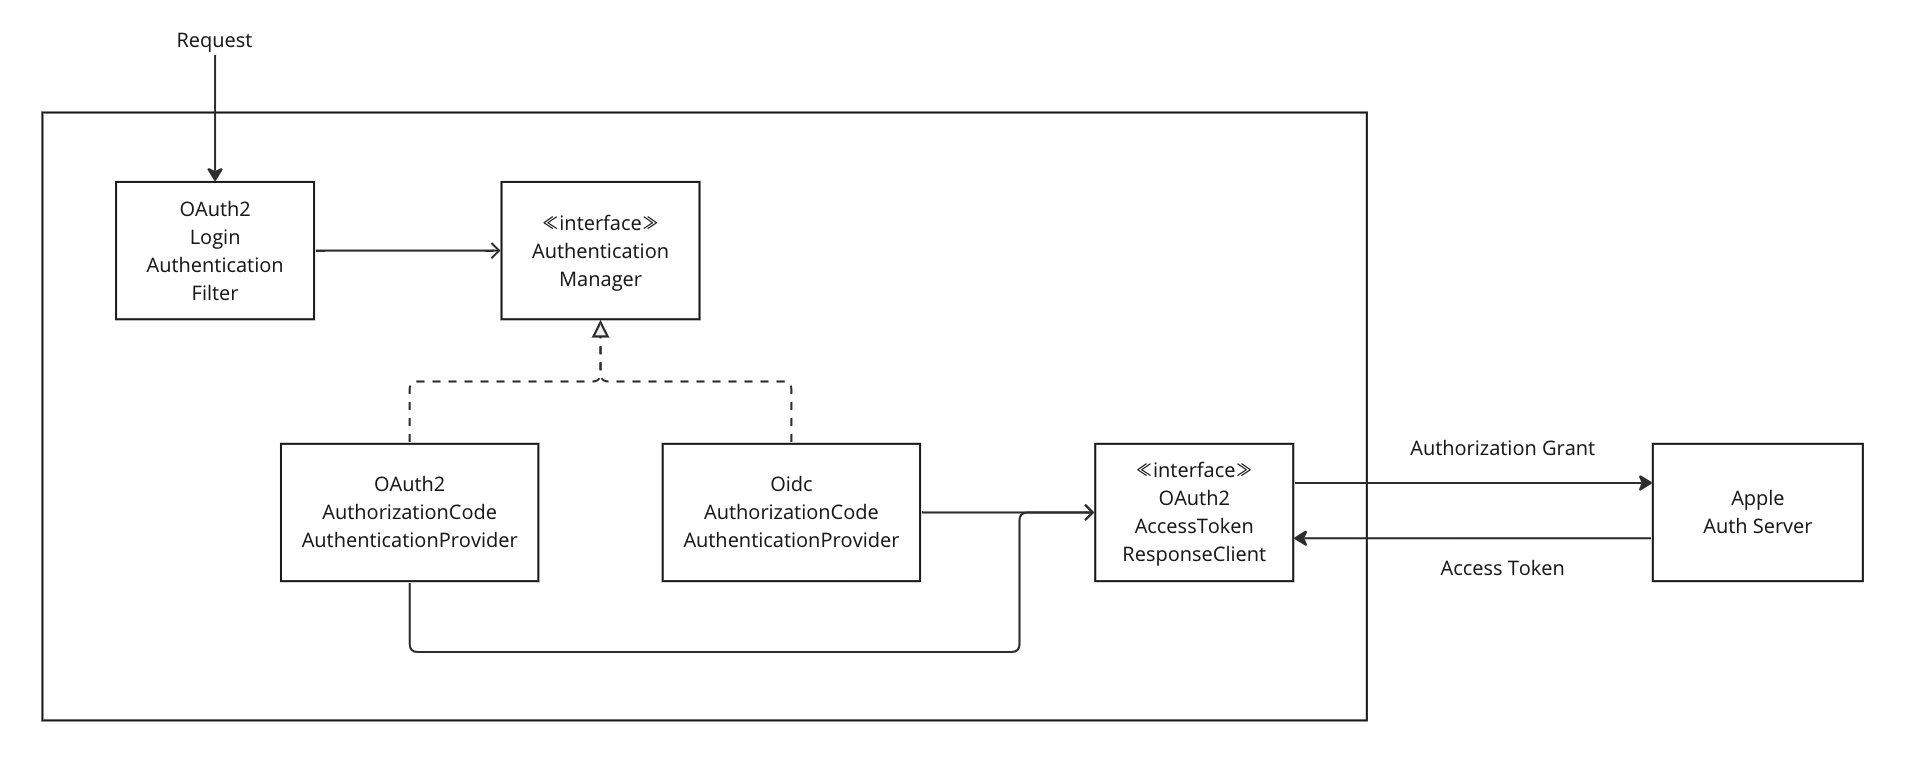 Request
OAuth2
Login
Authentication
Filter
≪interface≫
Authentication
Manager
OAuth2
AuthorizationCode
AuthenticationProvider
Oidc
AuthorizationCode
AuthenticationProvider
≪interface≫
OAuth2
AccessToken
ResponseClient
Authorization Grant
Access Token
Apple
Auth Server